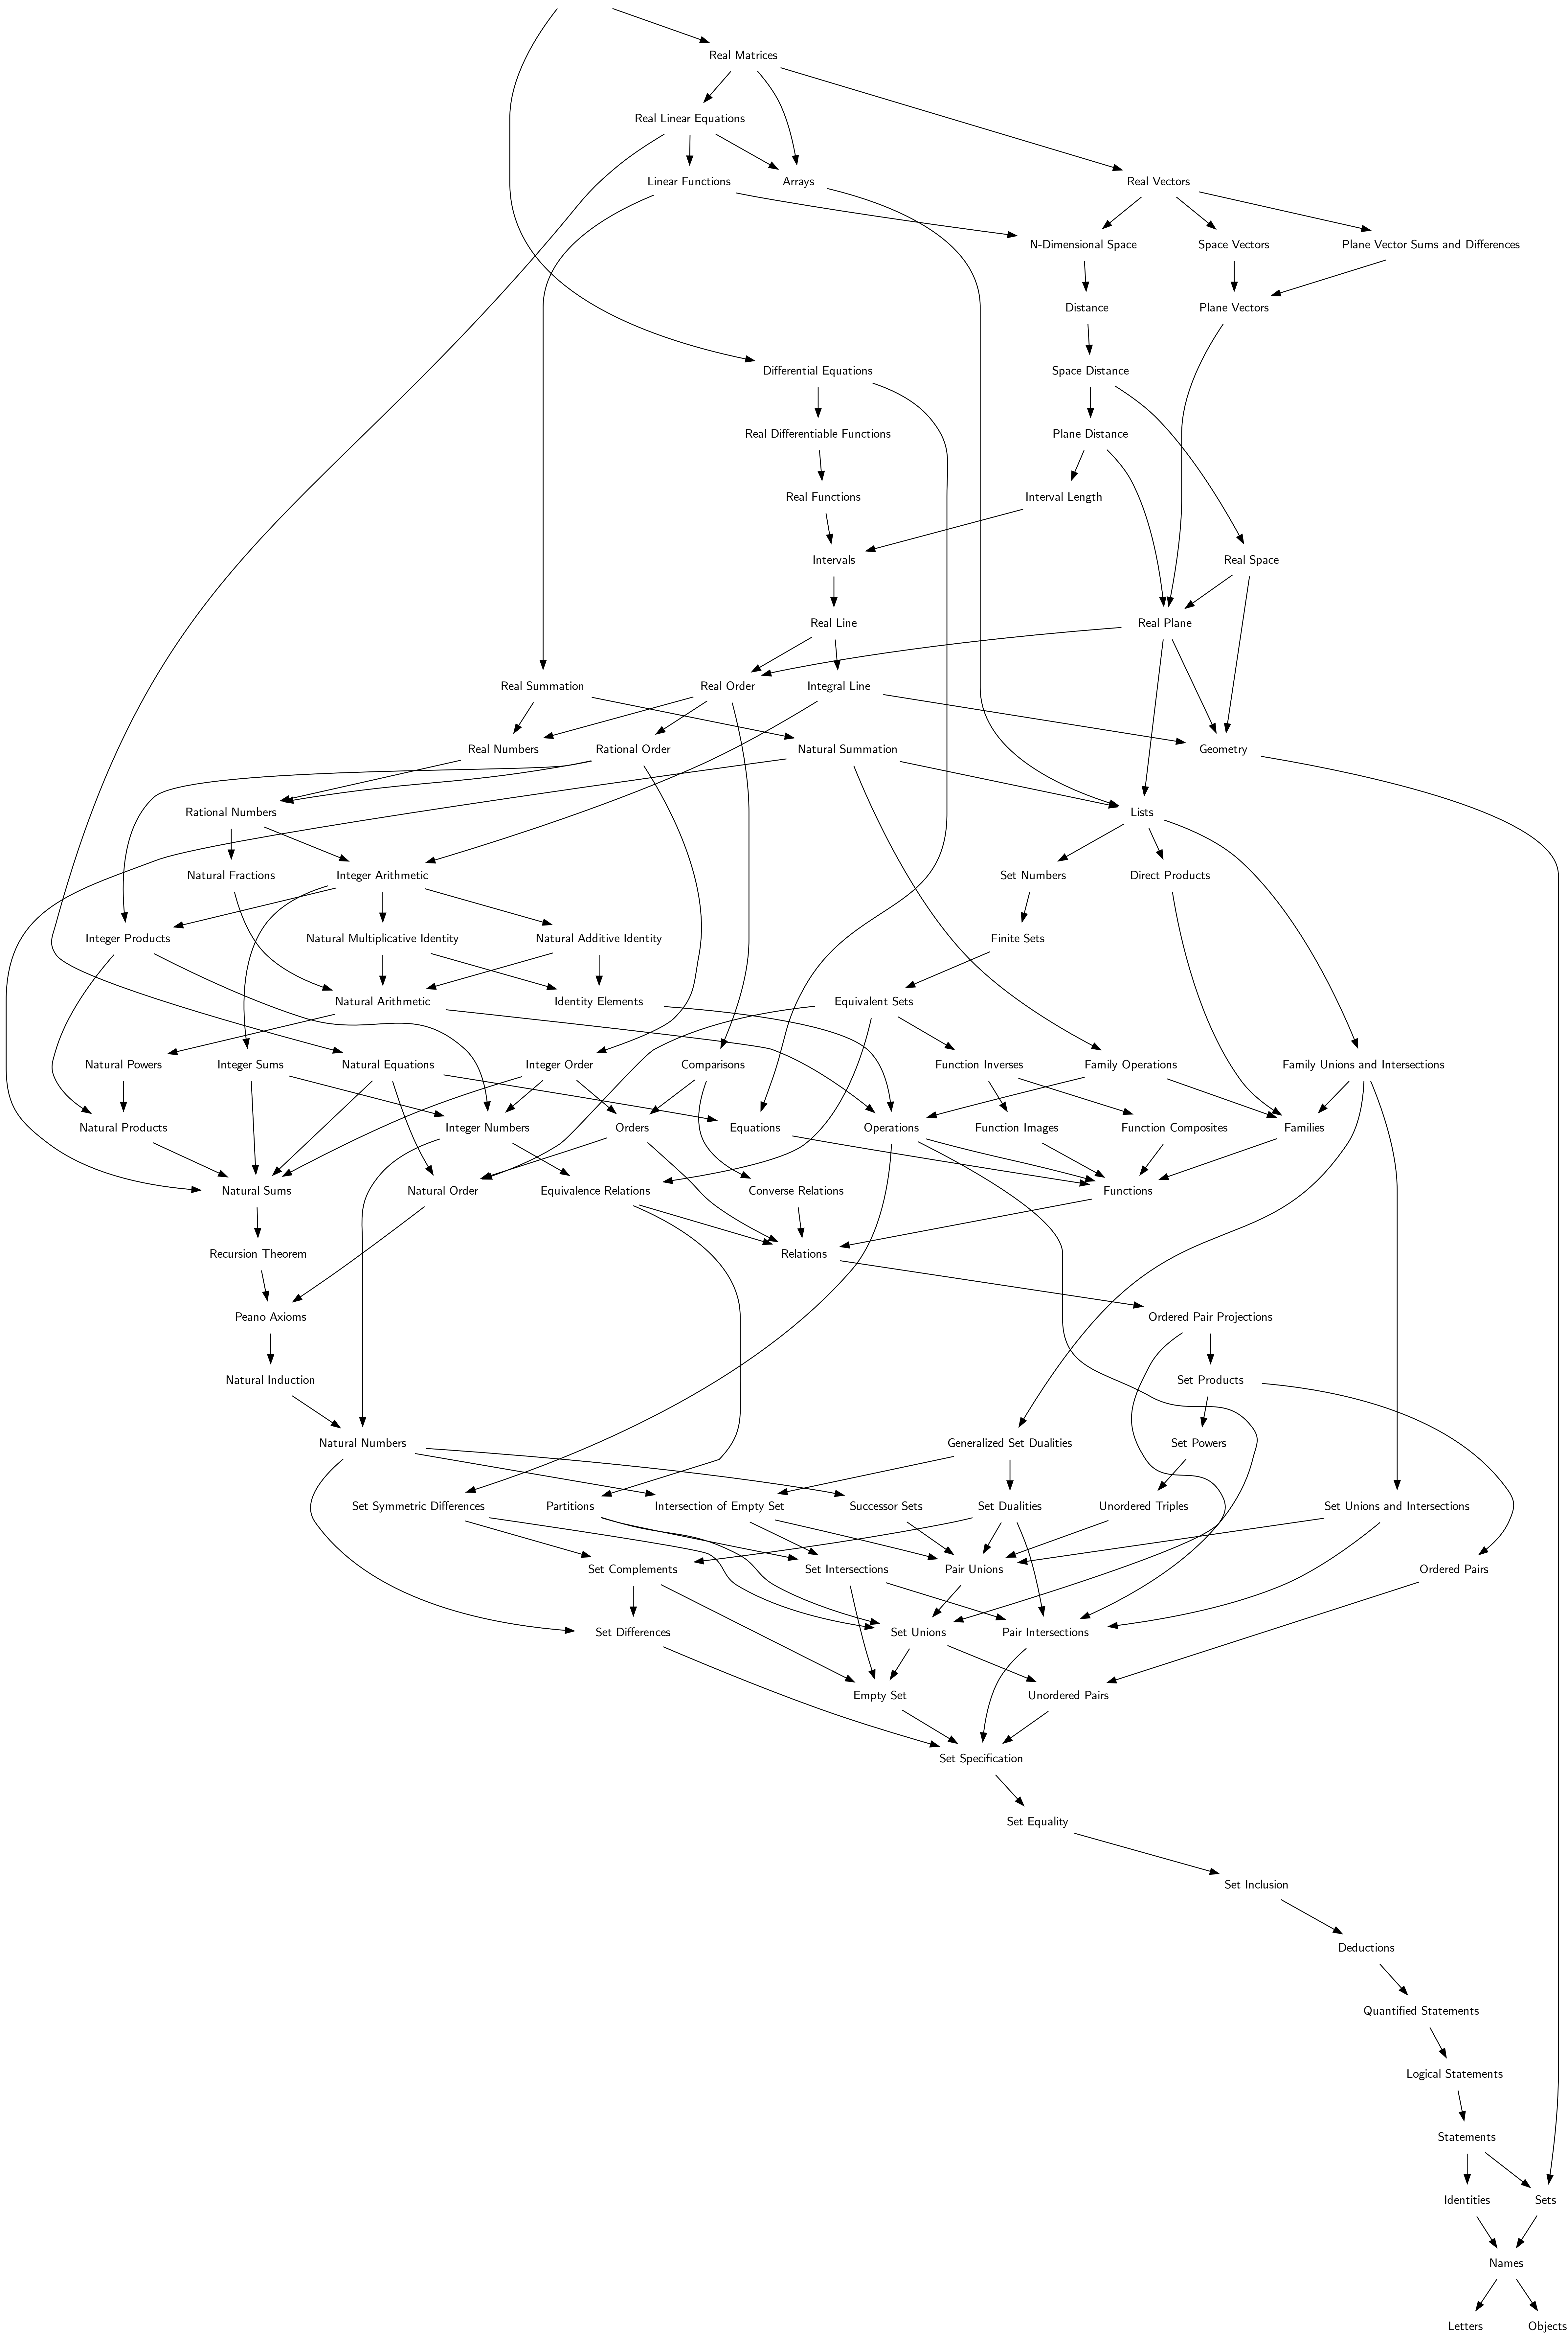 Real Matrices
Real Linear Equations
Linear Functions
Arrays
Real Vectors
N-Dimensional Space
Space Vectors
Plane Vector Sums and Differences
Distance
Plane Vectors
Differential Equations
Space Distance
Real Differentiable Functions
Plane Distance
Real Functions
Interval Length
Intervals
Real Space
Real Line
Real Plane
Real Summation
Real Order
Integral Line
Real Numbers
Rational Order
Natural Summation
Geometry
Rational Numbers
Lists
Natural Fractions
Integer Arithmetic
Set Numbers
Direct Products
Integer Products
Natural Multiplicative Identity
Natural Additive Identity
Finite Sets
Natural Arithmetic
Identity Elements
Equivalent Sets
Natural Powers
Integer Sums
Natural Equations
Integer Order
Comparisons
Function Inverses
Family Operations
Family Unions and Intersections
Natural Products
Integer Numbers
Orders
Equations
Operations
Function Images
Function Composites
Families
Natural Sums
Natural Order
Equivalence Relations
Converse Relations
Functions
Recursion Theorem
Relations
Peano Axioms
Ordered Pair Projections
Natural Induction
Set Products
Natural Numbers
Generalized Set Dualities
Set Powers
Set Symmetric Differences
Partitions
Intersection of Empty Set
Successor Sets
Set Dualities
Unordered Triples
Set Unions and Intersections
Set Complements
Set Intersections
Pair Unions
Ordered Pairs
Set Differences
Set Unions
Pair Intersections
Empty Set
Unordered Pairs
Set Specification
Set Equality
Set Inclusion
Deductions
Quantified Statements
Logical Statements
Statements
Identities
Sets
Names
Letters
Objects